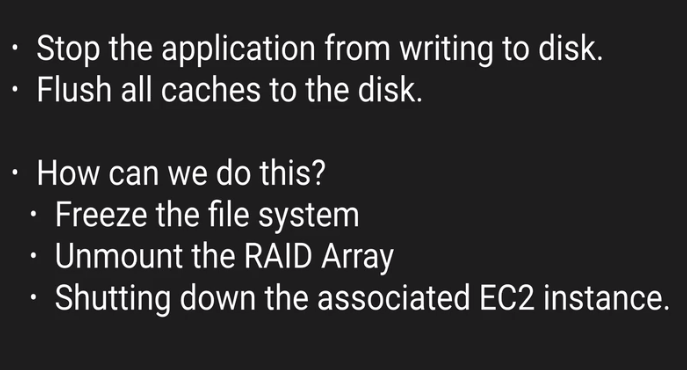 • Stop the application from writing to disk.
• Flush all caches to the disk.
• How can we do this?
• Freeze the file system
• Unmount the RAID Array
• Shutting down the associated EC2 instance.